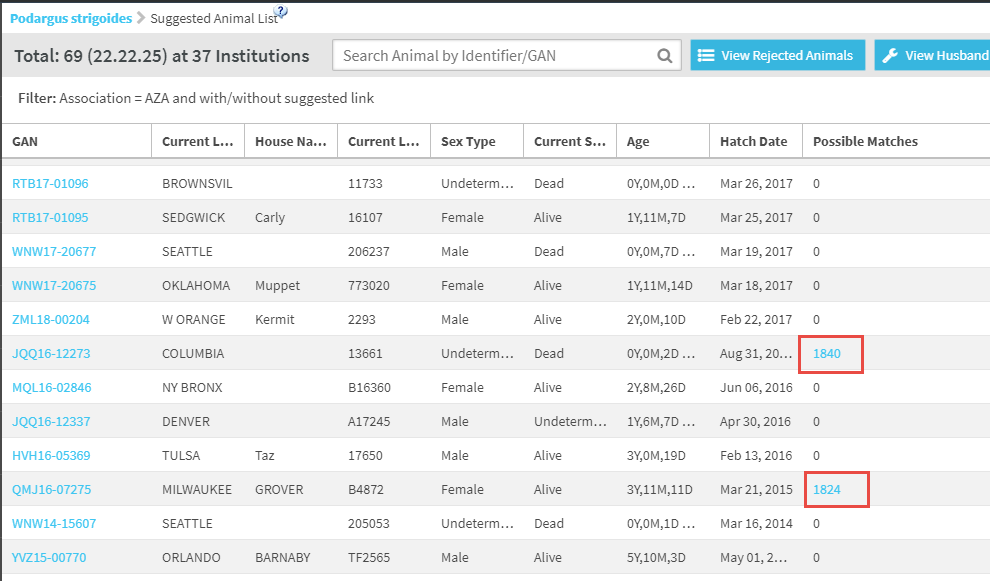 Podargus strigoides > Suggested Animal List ?
Total: 69 (22.22.25) at 37 Institutions Search Animal by Identifier/GAN View Rejected Animals View Husband
Filter: Association = AZA and with/without suggested link
GAN Current L... House Na... Current L... Sex Type Current S... Age Hatch Date Possible Matches
RTB17-01096 BROWNSVIL 11733 Undeterm... Dead 0Y,0M,0D ... Mar 26, 2017 0
RTB17-01095 SEDGWICK Carly 16107 Female Alive 1Y,11M,7D Mar 25, 2017 0
WNW17-20677 SEATTLE 206237 Male Dead 0Y,0M,7D ... Mar 19, 2017 0
WNW17-20675 OKLAHOMA Muppet 773020 Female Alive 1Y,11M,14D Mar 18, 2017 0
ZML18-00204 W ORANGE Kermit 2293 Male Alive 2Y,0M,10D Feb 22, 2017 0
JQQ16-12273 COLUMBIA 13661 Undeterm... Dead 0Y,0M,2D ... Aug 31, 20... 1840
MQL16-02846 NY BRONX B16360 Female Alive 2Y,8M,26D Jun 06, 2016 0
JQQ16-12337 DENVER A17245 Male Undeterm... 1Y,6M,7D ... Apr 30, 2016 0
HVH16-05369 TULSA Taz 17650 Male Alive 3Y,0M,19D Feb 13, 2016 0
QMJ16-07275 MILWAUKEE GROVER B4872 Female Alive 3Y,11M,11D Mar 21, 2015 1824
WNW14-15607 SEATTLE 205053 Undeterm... Dead 0Y,0M,1D ... Mar 16, 2014 0
YVZ15-00770 ORLANDO BARNABY TF2565 Male Alive 5Y,10M,3D May 01, 2... 0